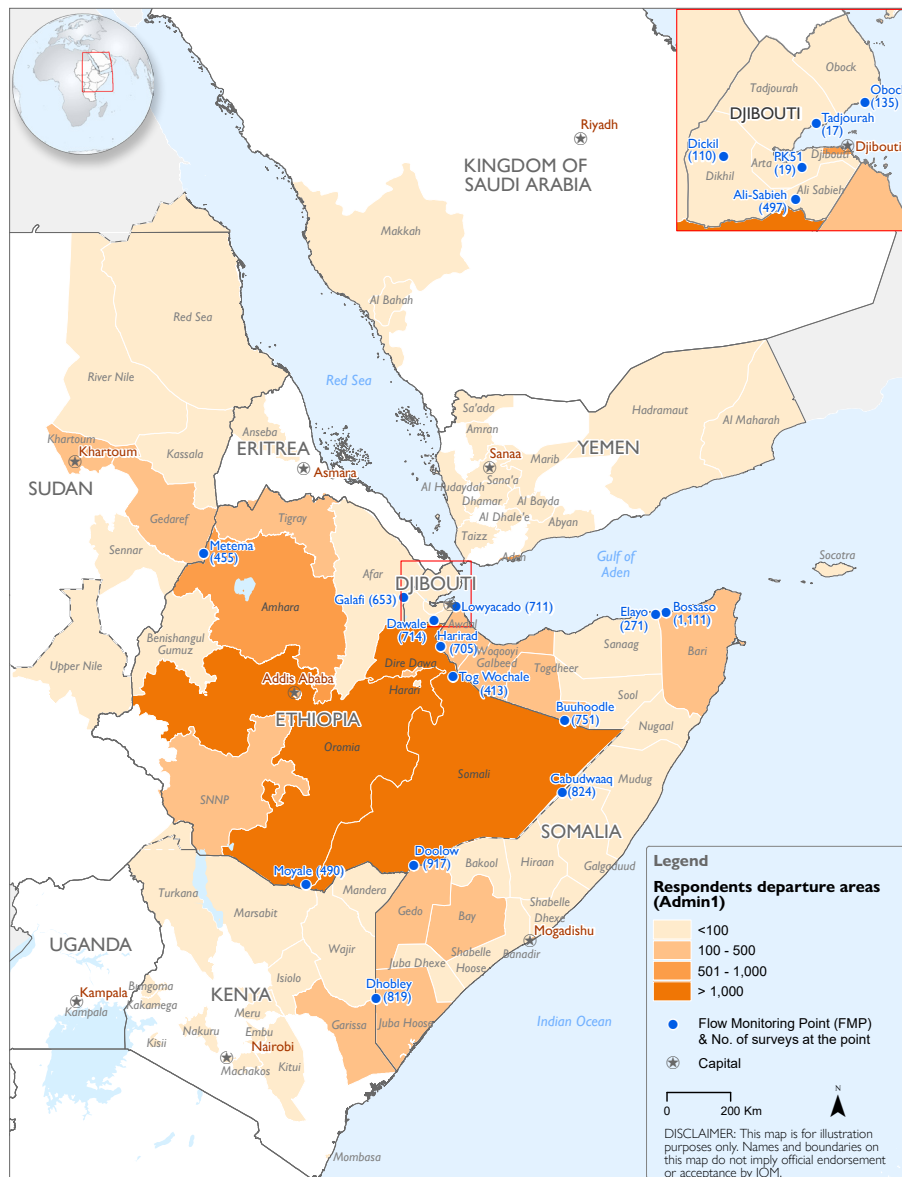 Riyadh
KINGDOM OF
SAUDI ARABIA
Makkah
Al Bahah
Red Sea
Obock
Tadjourah
Obock
(135)
DJIBOUTI
Tadjourah
(17)
Djibouti
Djibouti
Dickil
(110)
PK51
(19)
Arta
Dikhil
Ali Sabieh
Ali-Sabieh
(497)
Red Sea
River Nile
Khartoum
Khartoum
Kassala
SUDAN
Gedaref
Sennar
Metema
(455)
Upper Nile
Anseba
ERITREA
Asmara
Sa'ada
Amran
Sanaa
Marib
Sana'a
Al Hudaydah
Dhamar
Al Bayda
Al Dhale'e
Abyan
Taizz
Aden
Hadramaut
Al Maharah
YEMEN
Gulf of
Aden
Socotra
Tigray
Afar
Amhara
Benishangul
Gumuz
DJIBOUTI
Galafi (653)
Lowyacado (711)
Dawale
(714)
Awdal
Harirad
(705)
Dire Dawa
Harari
Woqooyi
Galbeed
Togdheer
Tog Wochale
(413)
Elayo
(271)
Bossaso
(1,111)
Sanaag
Bari
Sool
Nugaal
Buuhoodle
(751)
Addis Ababa
ETHIOPIA
Oromia
Somali
SNNP
Cabudwaaq
(824)
Mudug
SOMALIA
Galgaduud
Hiraan
Bakool
Doolow
(917)
Moyale (490)
Mandera
Gedo
Bay
Shabelle
Dhexe
Mogadishu
Banadir
Shabelle
Hoose
Juba Dhexe
Juba Hoose
Dhobley
(819)
Turkana
Marsabit
Wajir
Isiolo
Garissa
UGANDA
Kampala
Kampala
Bungoma
Kakamega
KENYA
Meru
Embu
Nakuru
Kisii
Nairobi
Machakos
Kitui
Mombasa
Indian Ocean
Legend
Respondents departure areas
(Admin1)
<100
100 - 500
501 - 1,000
> 1,000
Flow Monitoring Point (FMP)
& No. of surveys at the point
Capital
0 200 Km
N
DISCLAIMER: This map is for illustration
purposes only. Names and boundaries on
this map do not imply official endorsement
or acceptance by IOM.